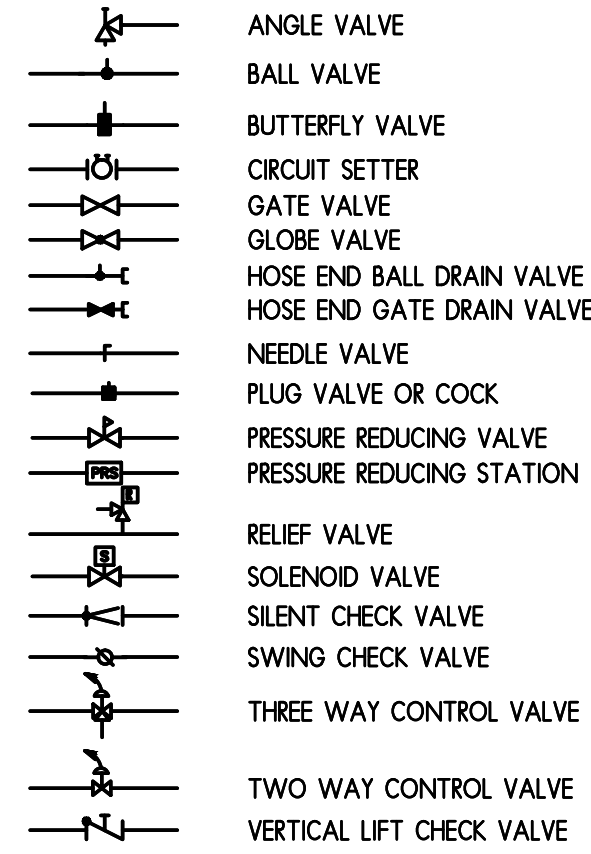 ANGLE VALVE
BALL VALVE
BUTTERFLY VALVE
CIRCUIT SETTER
GATE VALVE
GLOBE VALVE
HOSE END BALL DRAIN VALVE
HOSE END GATE DRAIN VALVE
NEEDLE VALVE
PLUG VALVE OR COCK
PRESSURE REDUCING VALVE
PRS PRESSURE REDUCING STATION
R
RELIEF VALVE
S
SOLENOID VALVE
SILENT CHECK VALVE
SWING CHECK VALVE
THREE WAY CONTROL VALVE
TWO WAY CONTROL VALVE
VERTICAL LIFT CHECK VALVE